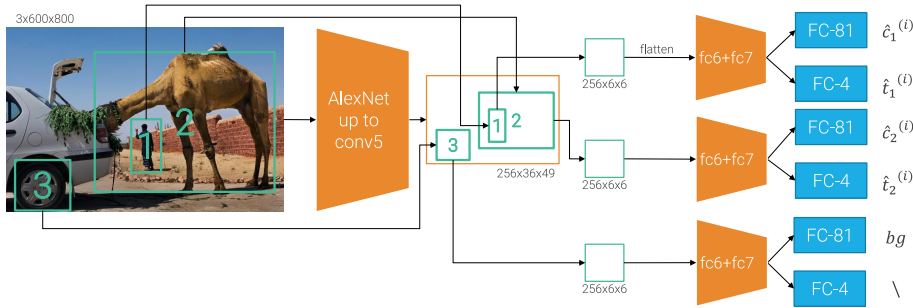 3x600x800
1
2
3
AlexNet
up to
conv5
1
2
3
256x36x49
256x6x6
flatten
fc6+fc7
FC-81
ĉ₁⁽ⁱ⁾
FC-4
t̂₁⁽ⁱ⁾
256x6x6
fc6+fc7
FC-81
ĉ₂⁽ⁱ⁾
FC-4
t̂₂⁽ⁱ⁾
256x6x6
fc6+fc7
FC-81
bg
FC-4
\